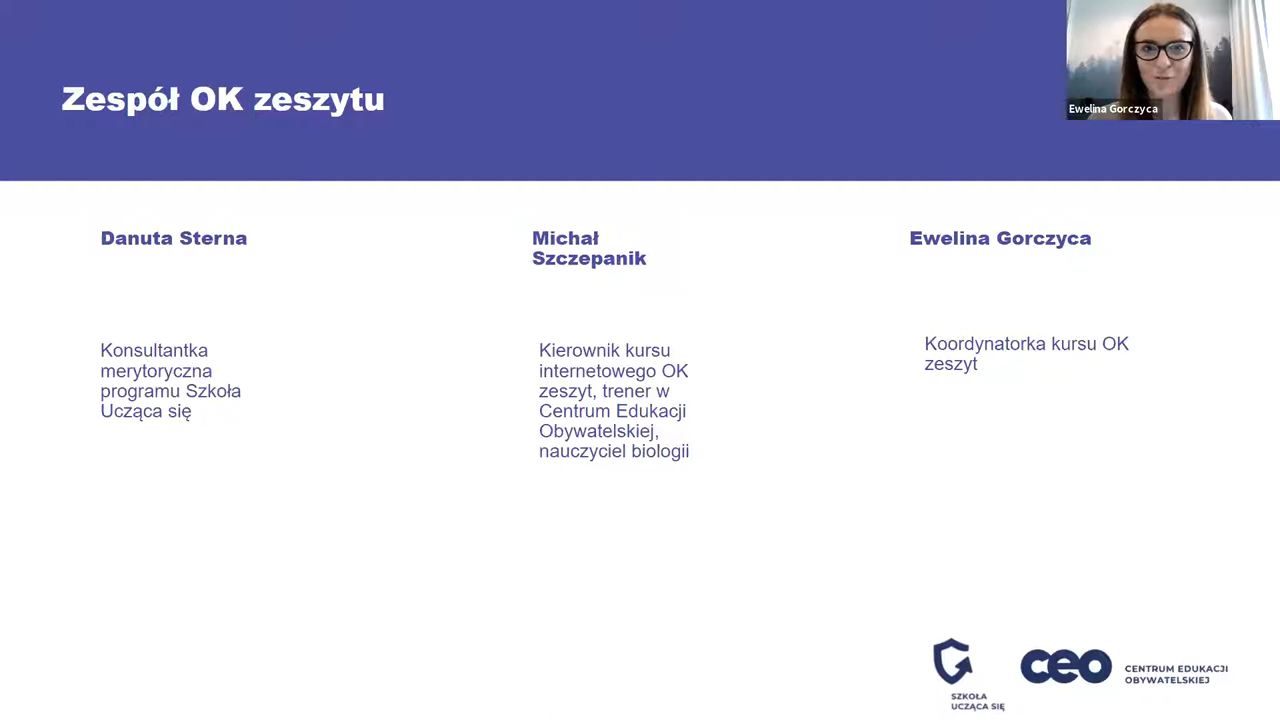 Zespół OK zeszytu
Ewelina Gorczyca
Danuta Sterna
Konsultantka
merytoryczna
programu Szkoła
Ucząca się
Michał
Szczepanik
Kierownik kursu
internetowego OK
zeszyt, trener w
Centrum Edukacji
Obywatelskiej,
nauczyciel biologii
Ewelina Gorczyca
Koordynatorka kursu OK
zeszyt
SZKOŁA
UCZĄCA SIĘ
ceo
CENTRUM EDUKACJI
OBYWATELSKIEJ